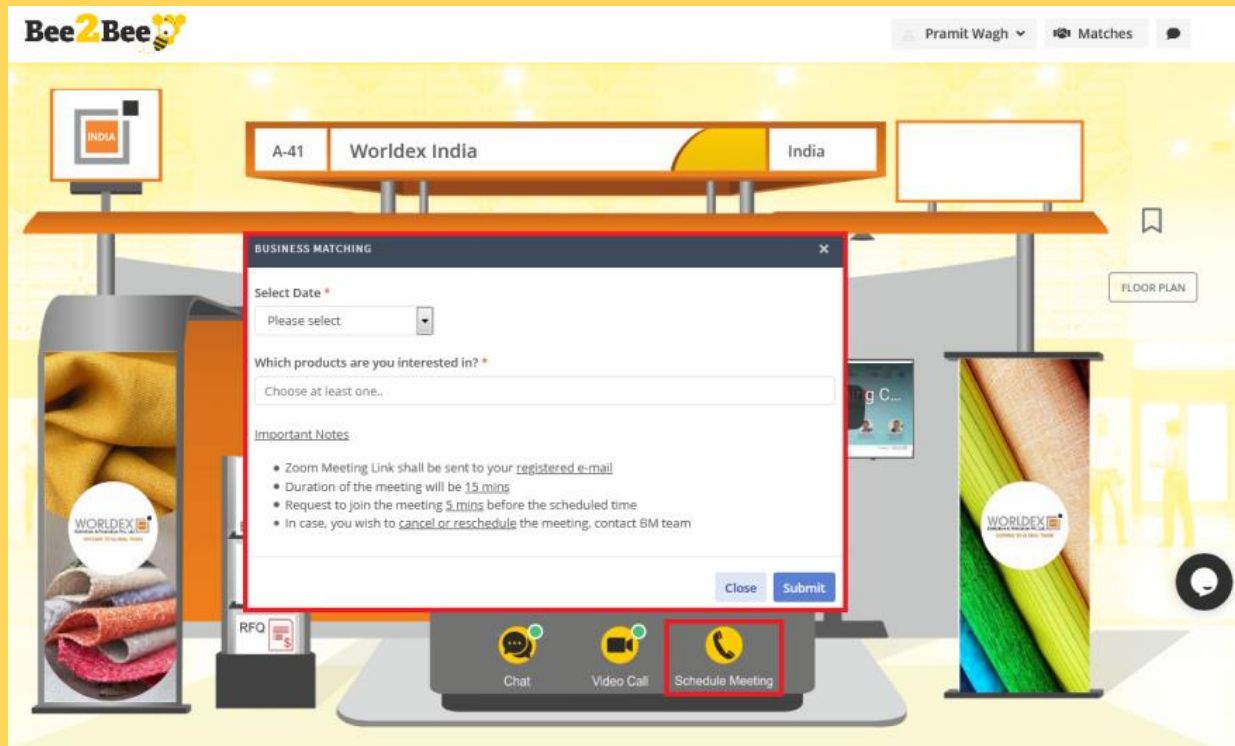 Bee2Bee
Pramit Wagh
Matches
INDIA
A-41
Worldex India
India
FLOOR PLAN
BUSINESS MATCHING
×
Select Date *
Please select
Which products are you interested in? *
Choose at least one..
Important Notes
Zoom Meeting Link shall be sent to your registered e-mail
Duration of the meeting will be 15 mins
Request to join the meeting 5 mins before the scheduled time
In case, you wish to cancel or reschedule the meeting, contact BM team
Close
Submit
WORLDEX
WORLDEX
RFQ
Chat
Video Call
Schedule Meeting